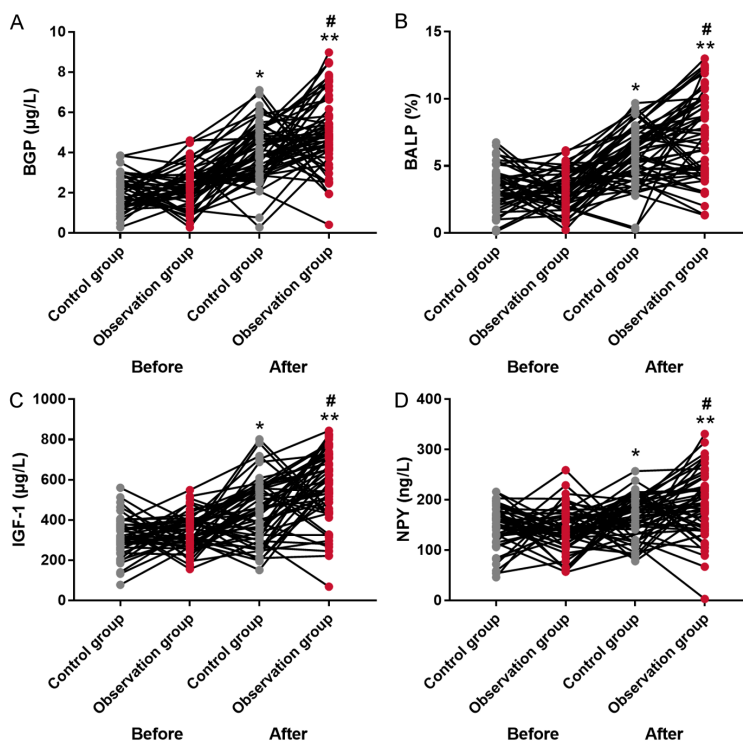 A
BGP (µg/L)
10
8
6
4
2
0
*
#
**
Control group
Observation group
Control group
Observation group
Before
After
B
BALP (%)
15
10
5
0
*
#
**
Control group
Observation group
Control group
Observation group
Before
After
C
IGF-1 (µg/L)
1000
800
600
400
200
0
*
#
**
Control group
Observation group
Control group
Observation group
Before
After
D
NPY (ng/L)
400
300
200
100
0
*
#
**
Control group
Observation group
Control group
Observation group
Before
After